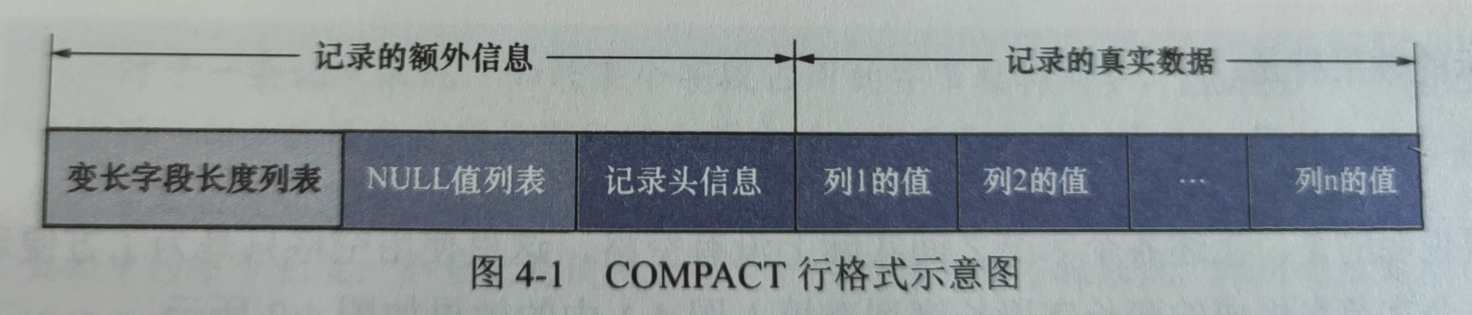 记录的额外信息 记录的真实数据
变长字段长度列表 NULL值列表 记录头信息 列1的值 列2的值 … 列n的值
图 4-1 COMPACT 行格式示意图